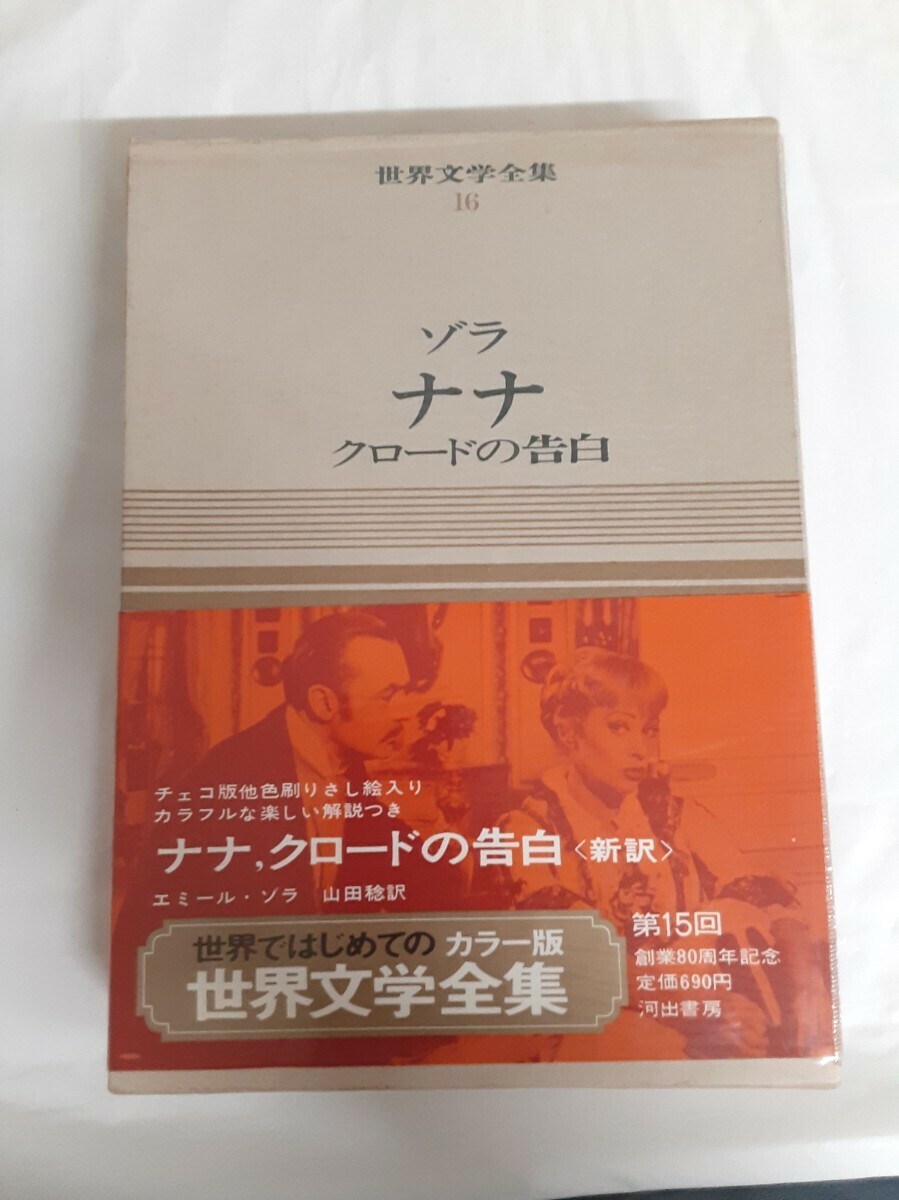 世界文学全集
16
ゾラ
ナナ
クロードの告白
チェコ版他色刷りさし絵入り
カラフルな楽しい解説つき
ナナ,クロードの告白〈新訳〉
エミール・ゾラ 山田稔訳
世界ではじめての カラー版
世界文学全集
第15回
創業80周年記念
定価690円
河出書房